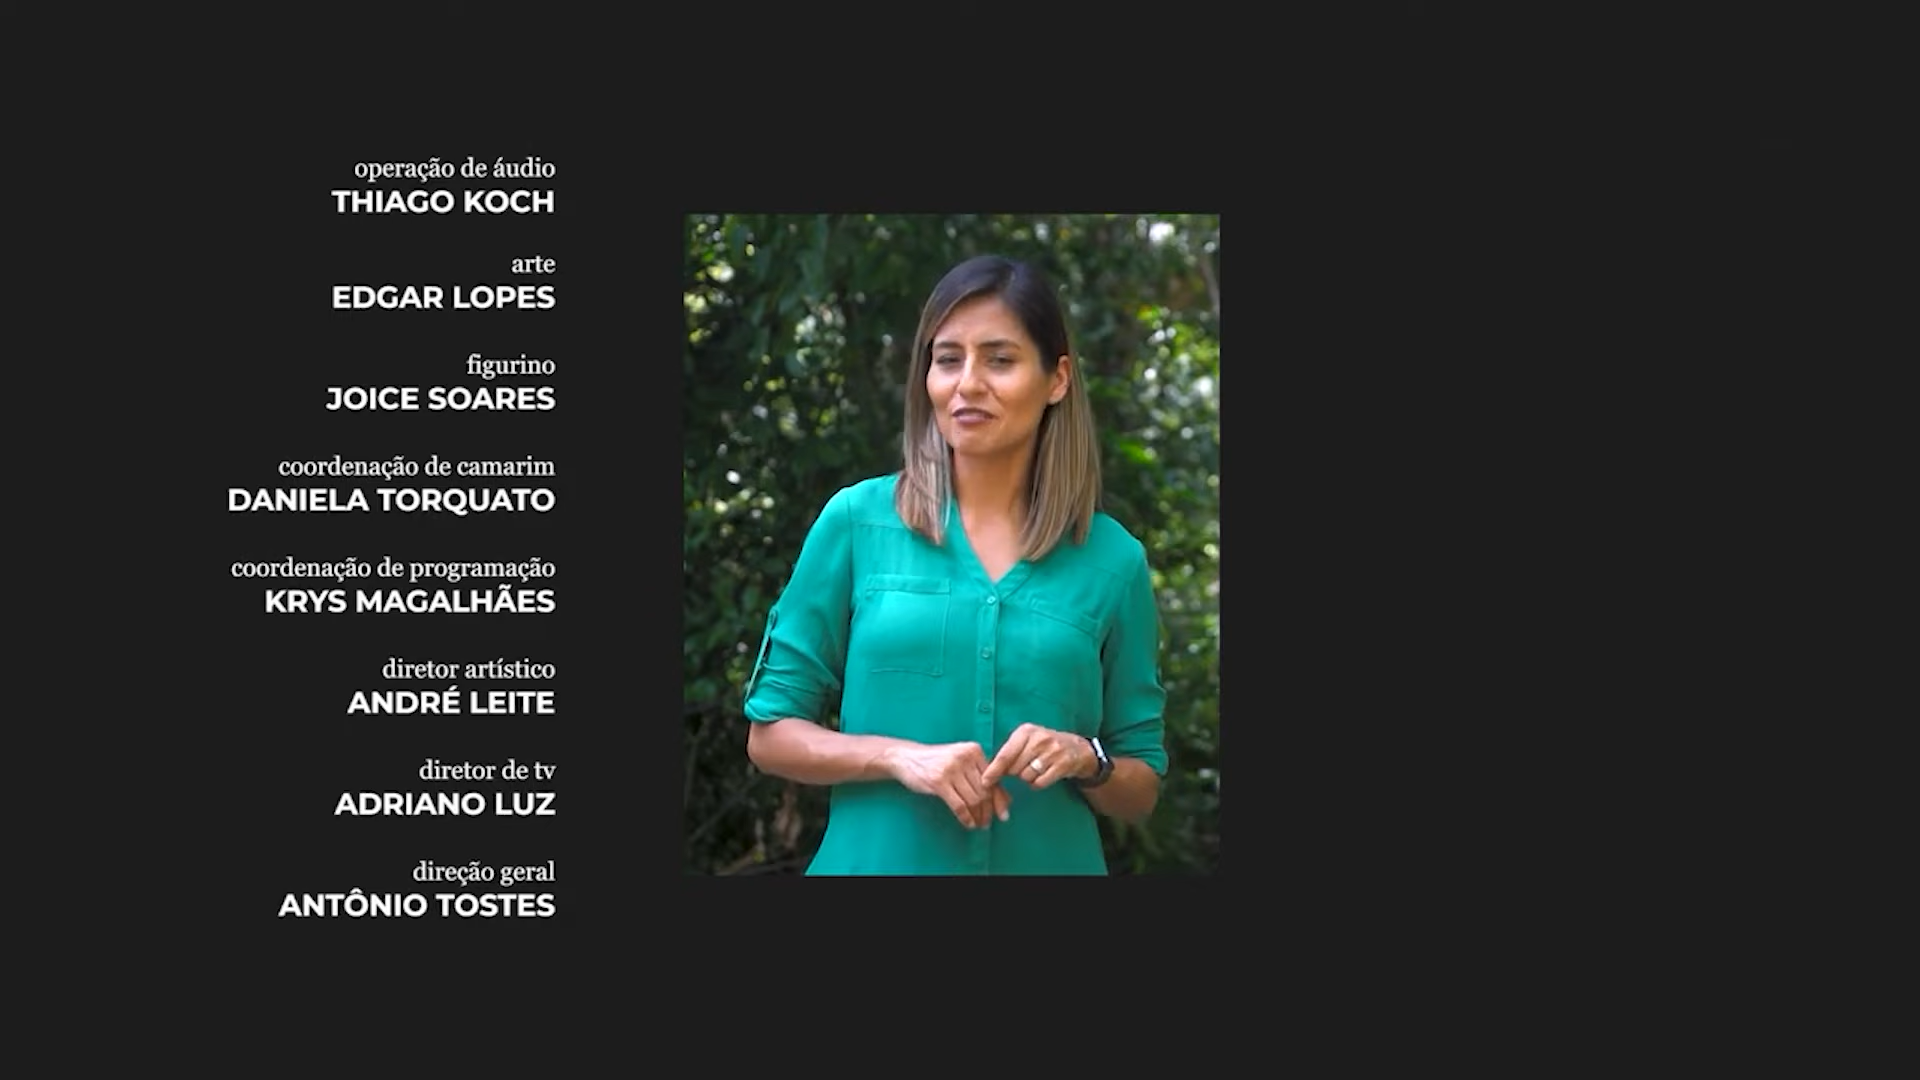 operação de áudio
THIAGO KOCH
arte
EDGAR LOPES
figurino
JOICE SOARES
coordenação de camarim
DANIELA TORQUATO
coordenação de programação
KRYS MAGALHÃES
diretor artístico
ANDRÉ LEITE
diretor de tv
ADRIANO LUZ
direção geral
ANTÔNIO TOSTES